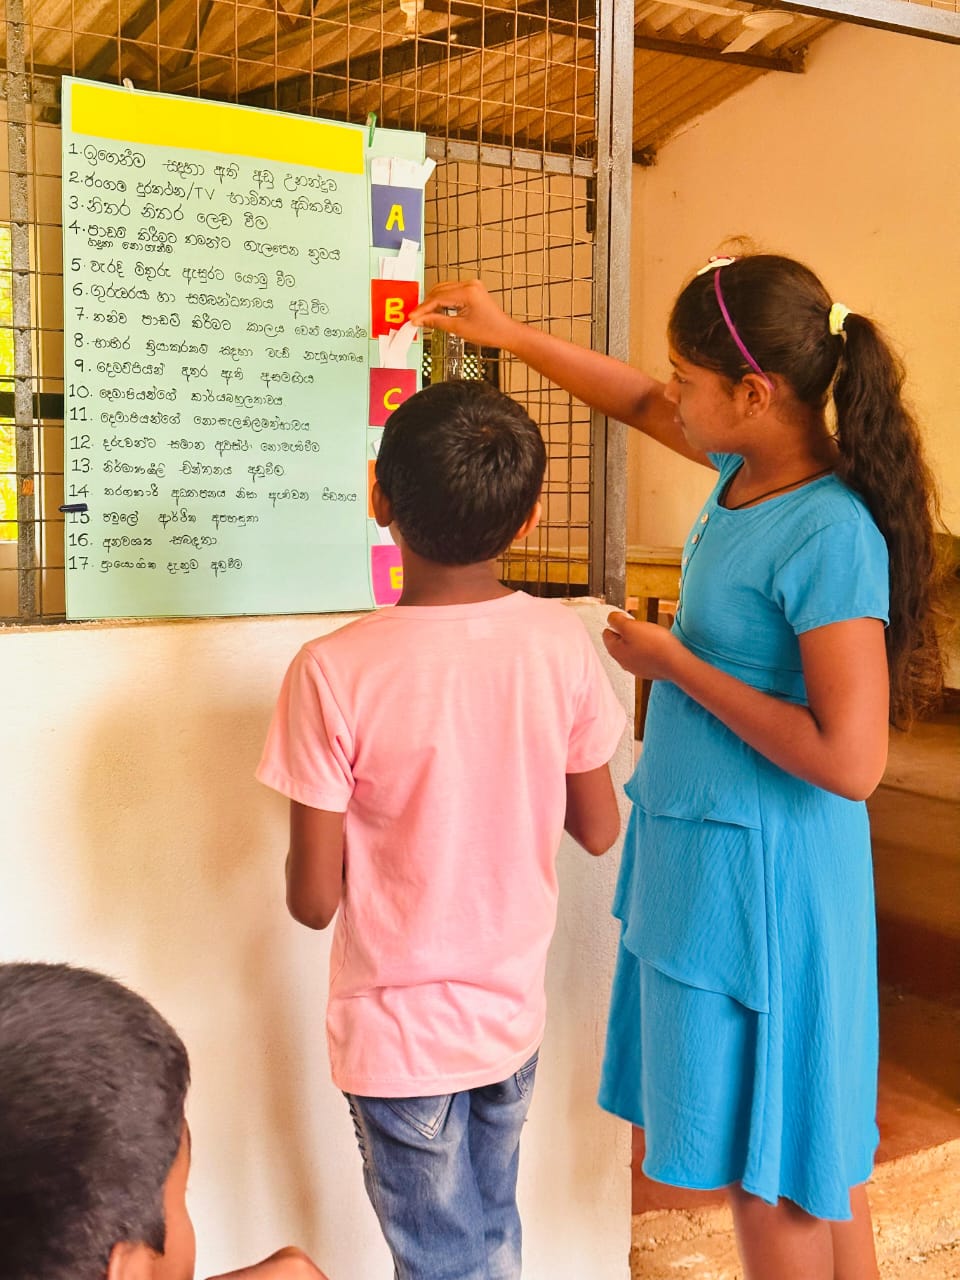 1. ඉගෙනීම සඳහා ඇති අඩු උනන්දුව
2. ජංගම දුරකථන/TV භාවිතය අධිකවීම
3. නිතර නිතර ලෙඩ වීම
4. පාඩම් කිරීමට තමන්ට ගැලපෙන ක්‍රමය
හඳුනා නොගැනීම
5. වැරදි මිතුරු ඇසුරට යොමු වීම
6. ගුරුවරයා හා සම්බන්ධතාවය අඩුවීම
7. තනිව පාඩම් කිරීමට කාලය වෙන් නොකිරීම
8. බාහිර ක්‍රියාකාරකම් සඳහා වැඩි නැඹුරුතාවය
9. දෙමව්පියන් අතර ඇති අසමගිය
10. දෙමාපියන්ගේ කාර්යබහුලතාවය
11. දෙමාපියන්ගේ නොසැලකිලිමත්භාවය
12. දරුවන්ට සමාන අවස්ථා නොමැතිවීම
13. නිර්මාණශීලී චින්තනය අඩුවීම
14. තරගකාරී අධ්‍යාපනය නිසා ඇතිවන පීඩනය
15. පවුලේ ආර්ථික අපහසුතා
16. අනවශ්‍ය සබඳතා
17. ප්‍රායෝගික දැනුම අඩුවීම
A
B
C
E